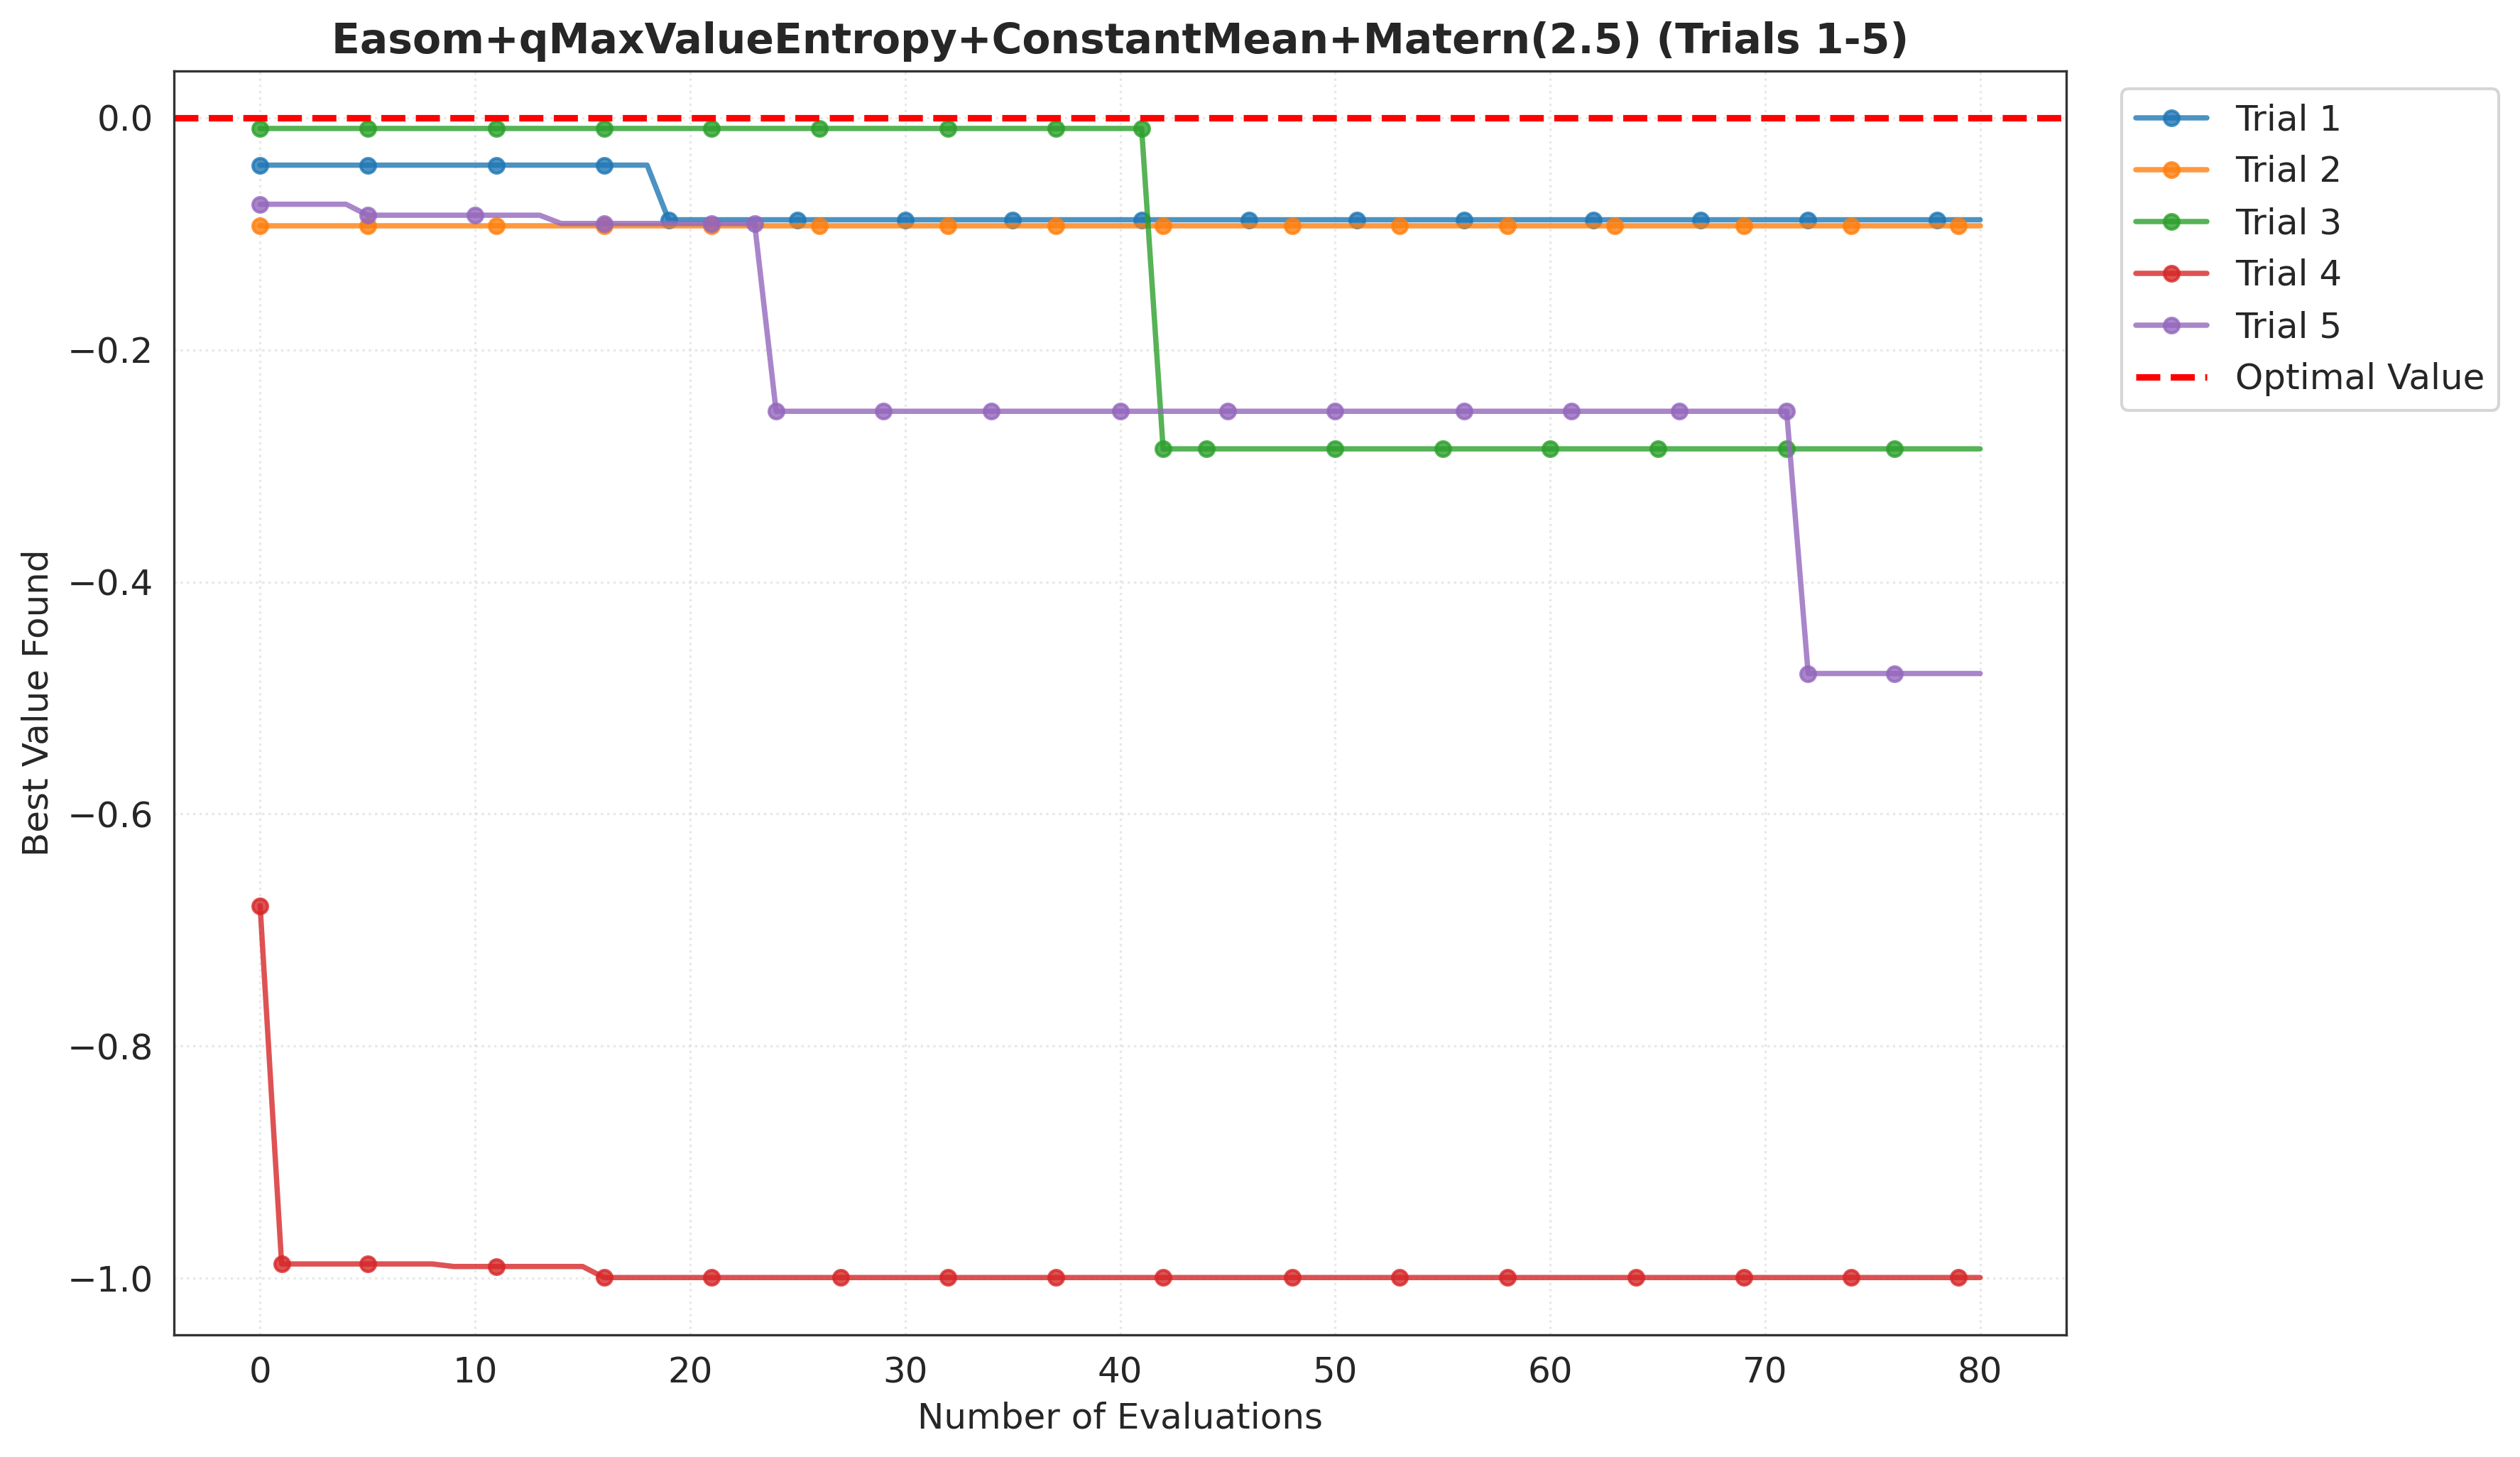 Easom+qMaxValueEntropy+ConstantMean+Matern(2.5) (Trials 1-5)
Best Value Found
0.0
−0.2
−0.4
−0.6
−0.8
−1.0
0 10 20 30 40 50 60 70 80
Number of Evaluations
Trial 1
Trial 2
Trial 3
Trial 4
Trial 5
Optimal Value